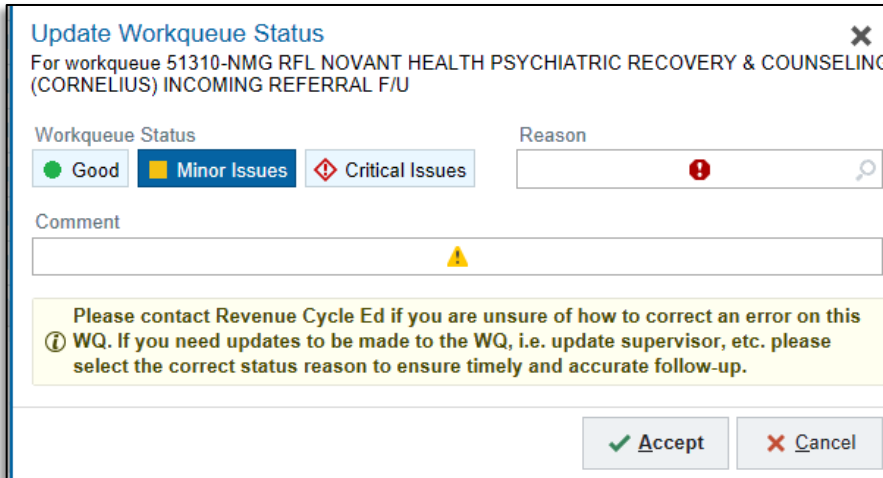 Update Workqueue Status
For workqueue 51310-NMG RFL NOVANT HEALTH PSYCHIATRIC RECOVERY & COUNSELING
(CORNELIUS) INCOMING REFERRAL F/U
Workqueue Status
Reason
Good
Minor Issues
Critical Issues
Comment
Please contact Revenue Cycle Ed if you are unsure of how to correct an error on this
WQ. If you need updates to be made to the WQ, i.e. update supervisor, etc. please
select the correct status reason to ensure timely and accurate follow-up.
Accept
Cancel